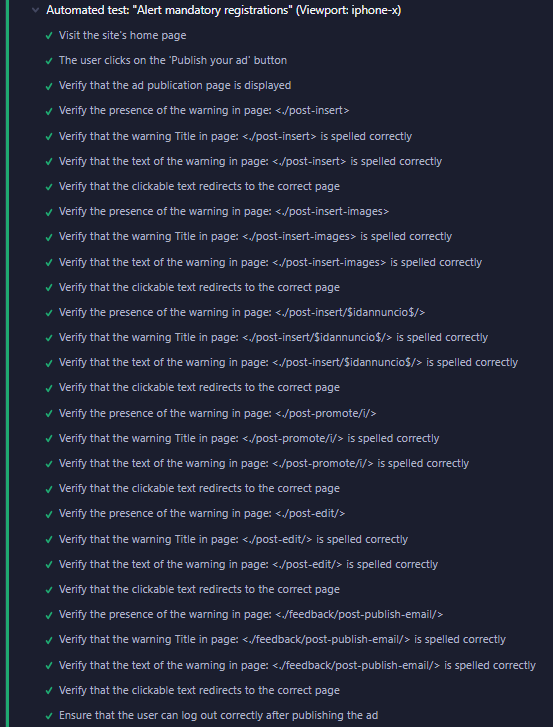 Automated test: "Alert mandatory registrations" (Viewport: iphone-x)
Visit the site's home page
The user clicks on the 'Publish your ad' button
Verify that the ad publication page is displayed
Verify the presence of the warning in page: <./post-insert>
Verify that the warning Title in page: <./post-insert> is spelled correctly
Verify that the text of the warning in page: <./post-insert> is spelled correctly
Verify that the clickable text redirects to the correct page
Verify the presence of the warning in page: <./post-insert-images>
Verify that the warning Title in page: <./post-insert-images> is spelled correctly
Verify that the text of the warning in page: <./post-insert-images> is spelled correctly
Verify that the clickable text redirects to the correct page
Verify the presence of the warning in page: <./post-insert/$idannuncio$/>
Verify that the warning Title in page: <./post-insert/$idannuncio$/> is spelled correctly
Verify that the text of the warning in page: <./post-insert/$idannuncio$/> is spelled correctly
Verify that the clickable text redirects to the correct page
Verify the presence of the warning in page: <./post-promote/i/>
Verify that the warning Title in page: <./post-promote/i/> is spelled correctly
Verify that the text of the warning in page: <./post-promote/i/> is spelled correctly
Verify that the clickable text redirects to the correct page
Verify the presence of the warning in page: <./post-edit/>
Verify that the warning Title in page: <./post-edit/> is spelled correctly
Verify that the text of the warning in page: <./post-edit/> is spelled correctly
Verify that the clickable text redirects to the correct page
Verify the presence of the warning in page: <./feedback/post-publish-email/>
Verify that the warning Title in page: <./feedback/post-publish-email/> is spelled correctly
Verify that the text of the warning in page: <./feedback/post-publish-email/> is spelled correctly
Verify that the clickable text redirects to the correct page
Ensure that the user can log out correctly after publishing the ad